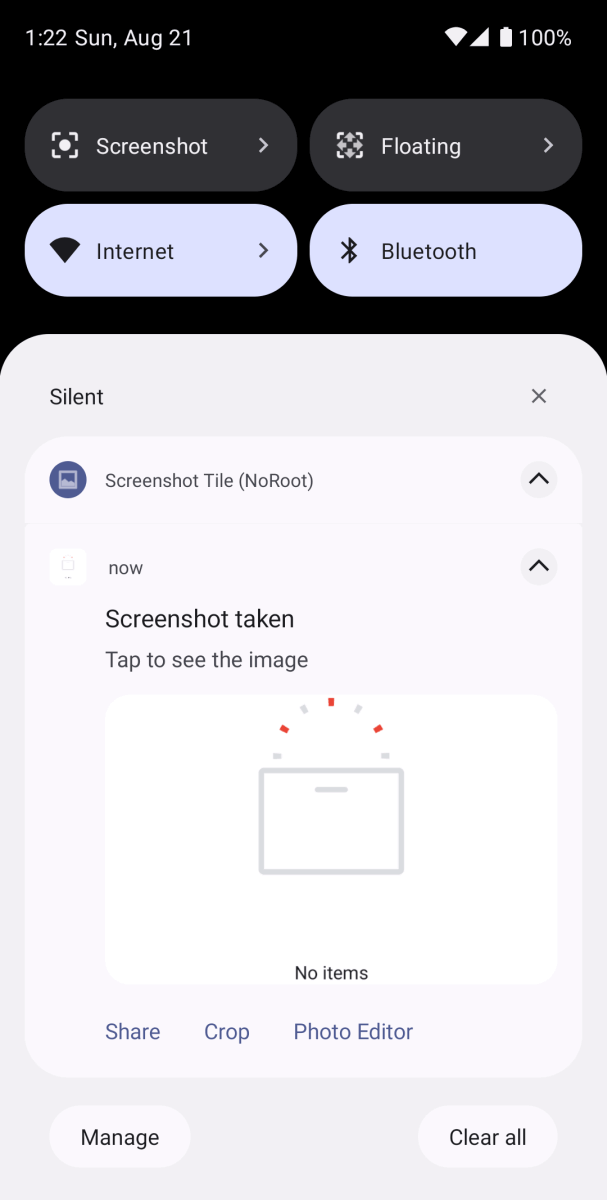 1:22 Sun, Aug 21 100%
Screenshot Floating
Internet Bluetooth
Silent
Screenshot Tile (NoRoot)
now
Screenshot taken
Tap to see the image
No items
Share Crop Photo Editor
Manage Clear all